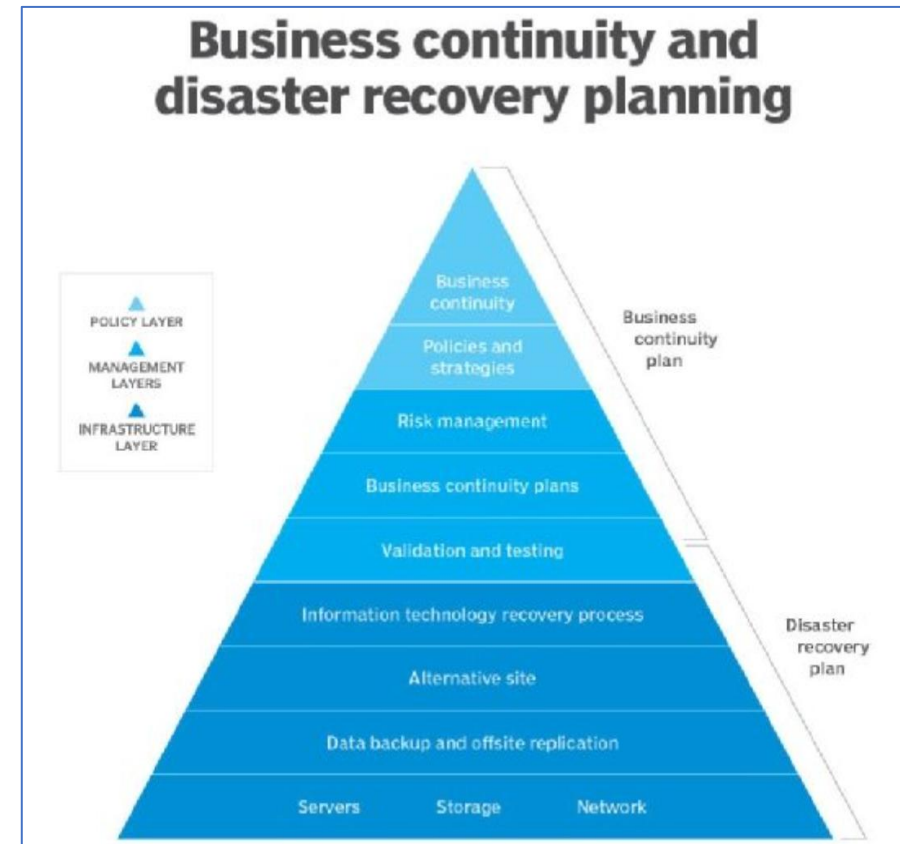 Business continuity and
disaster recovery planning
POLICY LAYER
MANAGEMENT
LAYERS
INFRASTRUCTURE
LAYER
Business
continuity
Policies and
strategies
Risk management
Business continuity plans
Validation and testing
Information technology recovery process
Alternative site
Data backup and offsite replication
Servers Storage Network
Business
continuity
plan
Disaster
recovery
plan